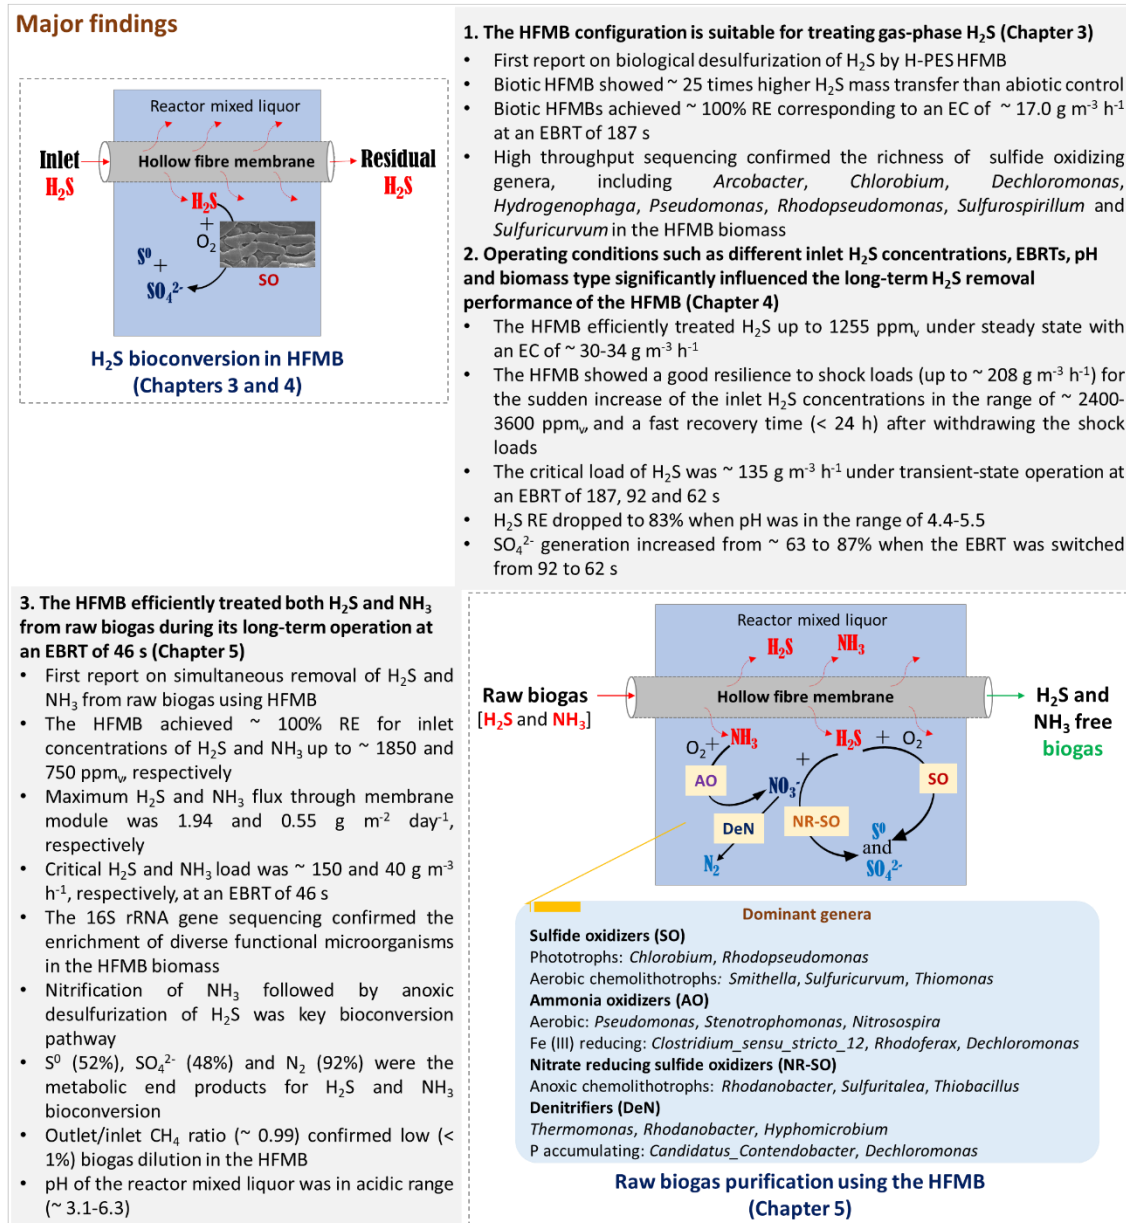 Major findings
Reactor mixed liquor
Inlet
H₂S
Hollow fibre membrane
Residual
H₂S
H₂S
+
O₂
S⁰
+
SO₄²⁻
SO
H₂S bioconversion in HFMB
(Chapters 3 and 4)
1. The HFMB configuration is suitable for treating gas-phase H₂S (Chapter 3)
• First report on biological desulfurization of H₂S by H-PES HFMB
• Biotic HFMB showed ~ 25 times higher H₂S mass transfer than abiotic control
• Biotic HFMBs achieved ~ 100% RE corresponding to an EC of ~ 17.0 g m⁻³ h⁻¹
at an EBRT of 187 s
• High throughput sequencing confirmed the richness of sulfide oxidizing
genera, including Arcobacter, Chlorobium, Dechloromonas,
Hydrogenophaga, Pseudomonas, Rhodopseudomonas, Sulfurospirillum and
Sulfuricurvum in the HFMB biomass
2. Operating conditions such as different inlet H₂S concentrations, EBRTs, pH
and biomass type significantly influenced the long-term H₂S removal
performance of the HFMB (Chapter 4)
• The HFMB efficiently treated H₂S up to 1255 ppmᵥ under steady state with
an EC of ~ 30-34 g m⁻³ h⁻¹
• The HFMB showed a good resilience to shock loads (up to ~ 208 g m⁻³ h⁻¹) for
the sudden increase of the inlet H₂S concentrations in the range of ~ 2400-
3600 ppmᵥ, and a fast recovery time (< 24 h) after withdrawing the shock
loads
• The critical load of H₂S was ~ 135 g m⁻³ h⁻¹ under transient-state operation at
an EBRT of 187, 92 and 62 s
• H₂S RE dropped to 83% when pH was in the range of 4.4-5.5
• SO₄²⁻ generation increased from ~ 63 to 87% when the EBRT was switched
from 92 to 62 s
3. The HFMB efficiently treated both H₂S and NH₃
from raw biogas during its long-term operation at
an EBRT of 46 s (Chapter 5)
• First report on simultaneous removal of H₂S and
NH₃ from raw biogas using HFMB
• The HFMB achieved ~ 100% RE for inlet
concentrations of H₂S and NH₃ up to ~ 1850 and
750 ppmᵥ, respectively
• Maximum H₂S and NH₃ flux through membrane
module was 1.94 and 0.55 g m⁻² day⁻¹,
respectively
• Critical H₂S and NH₃ load was ~ 150 and 40 g m⁻³
h⁻¹, respectively, at an EBRT of 46 s
• The 16S rRNA gene sequencing confirmed the
enrichment of diverse functional microorganisms
in the HFMB biomass
• Nitrification of NH₃ followed by anoxic
desulfurization of H₂S was key bioconversion
pathway
• S⁰ (52%), SO₄²⁻ (48%) and N₂ (92%) were the
metabolic end products for H₂S and NH₃
bioconversion
• Outlet/inlet CH₄ ratio (~ 0.99) confirmed low (<
1%) biogas dilution in the HFMB
• pH of the reactor mixed liquor was in acidic range
(~ 3.1-6.3)
Reactor mixed liquor
H₂S
NH₃
Raw biogas
[H₂S and NH₃]
Hollow fibre membrane
H₂S and
NH₃ free
biogas
O₂ + NH₃
H₂S + O₂
+
AO
NO₃⁻
SO
DeN
NR-SO
N₂
S⁰
and
SO₄²⁻
Dominant genera
Sulfide oxidizers (SO)
Phototrophs: Chlorobium, Rhodopseudomonas
Aerobic chemolithotrophs: Smithella, Sulfuricurvum, Thiomonas
Ammonia oxidizers (AO)
Aerobic: Pseudomonas, Stenotrophomonas, Nitrosospira
Fe (III) reducing: Clostridium_sensu_stricto_12, Rhodoferax, Dechloromonas
Nitrate reducing sulfide oxidizers (NR-SO)
Anoxic chemolithotrophs: Rhodanobacter, Sulfuritalea, Thiobacillus
Denitrifiers (DeN)
Thermomonas, Rhodanobacter, Hyphomicrobium
P accumulating: Candidatus_Contendobacter, Dechloromonas
Raw biogas purification using the HFMB
(Chapter 5)